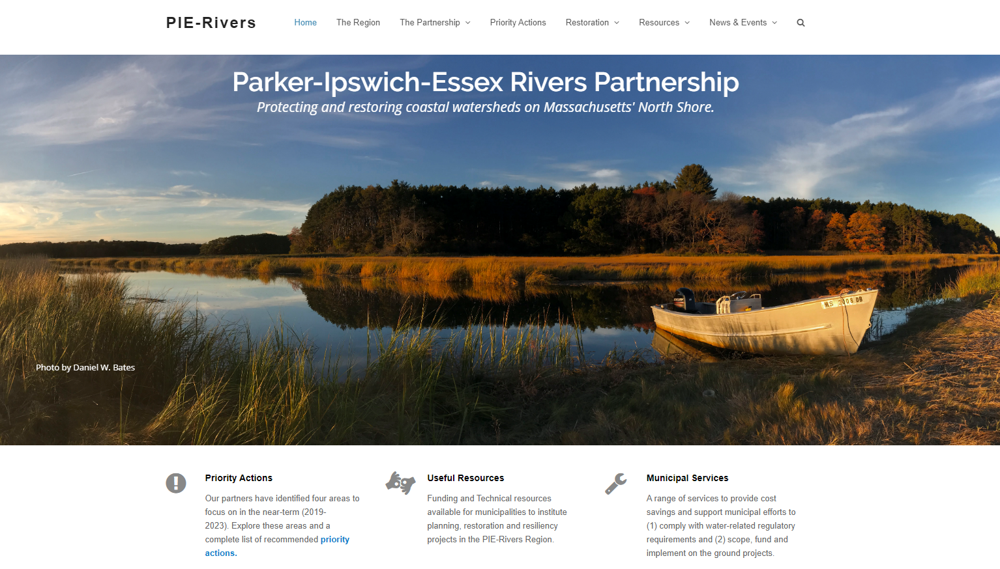 PIE-Rivers
Home
The Region
The Partnership
Priority Actions
Restoration
Resources
News & Events
Parker-Ipswich-Essex Rivers Partnership
Protecting and restoring coastal watersheds on Massachusetts' North Shore.
SUZUKI
MS 2008 DB
Photo by Daniel W. Bates
Priority Actions
Our partners have identified four areas to
focus on in the near-term (2019-
2023). Explore these areas and a
complete list of recommended priority
actions.
Useful Resources
Funding and Technical resources
available for municipalities to institute
planning, restoration and resiliency
projects in the PIE-Rivers Region.
Municipal Services
A range of services to provide cost
savings and support municipal efforts to
(1) comply with water-related regulatory
requirements and (2) scope, fund and
implement on the ground projects.